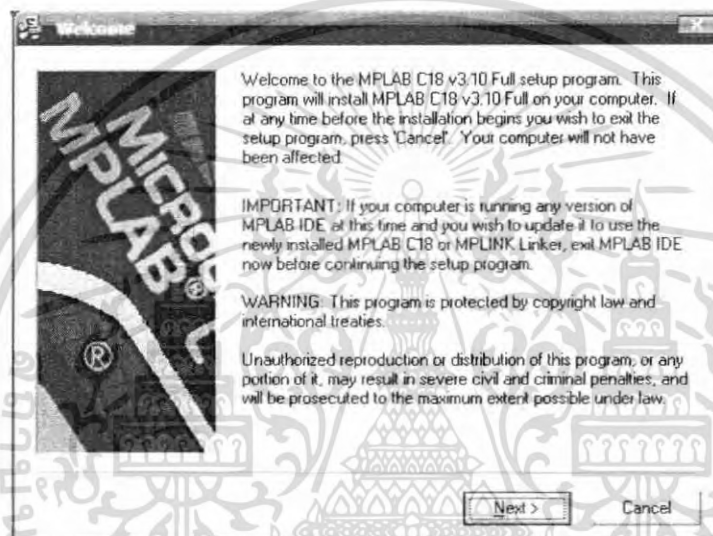 Welcome
Welcome to the MPLAB C18 v3.10 Full setup program. This
program will install MPLAB C18 v3.10 Full on your computer. If
at any time before the installation begins you wish to exit the
setup program, press 'Cancel'. Your computer will not have
been affected.
IMPORTANT: If your computer is running any version of
MPLAB IDE at this time and you wish to update it to use the
newly installed MPLAB C18 or MPLINK Linker, exit MPLAB IDE
now before continuing the setup program.
WARNING: This program is protected by copyright law and
international treaties.
Unauthorized reproduction or distribution of this program, or any
portion of it, may result in severe civil and criminal penalties, and
will be prosecuted to the maximum extent possible under law.
MPLAB®
®
Next >
Cancel